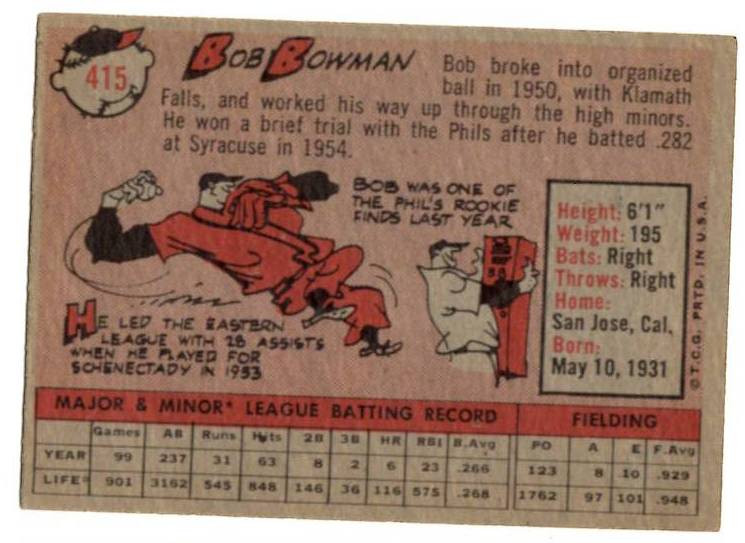 415
BOB BOWMAN
Bob broke into organized
ball in 1950, with Klamath
Falls, and worked his way up through the high minors.
He won a brief trial with the Phils after he batted .282
at Syracuse in 1954.
BOB WAS ONE OF
THE PHIL'S ROOKIE
FINDS LAST YEAR
HE LED THE EASTERN
LEAGUE WITH 28 ASSISTS
WHEN HE PLAYED FOR
SCHENECTADY IN 1953
Height: 6'1"
Weight: 195
Bats: Right
Throws: Right
Home:
San Jose, Cal.
Born:
May 10, 1931
© T.C.G. PRTD. IN U.S.A.
MAJOR & MINOR* LEAGUE BATTING RECORD FIELDING
Games AB Runs Hits 2B 3B HR RBI B.Avg PO A E F.Avg
YEAR 99 237 31 63 8 2 6 23 .266 123 8 10 .929
LIFE* 901 3162 545 848 146 36 116 575 .268 1762 97 101 .948